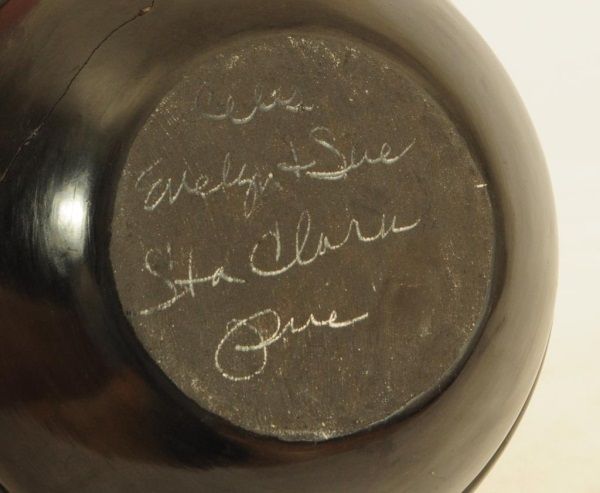 Evelyn + Sue
Sta Clara
Pue